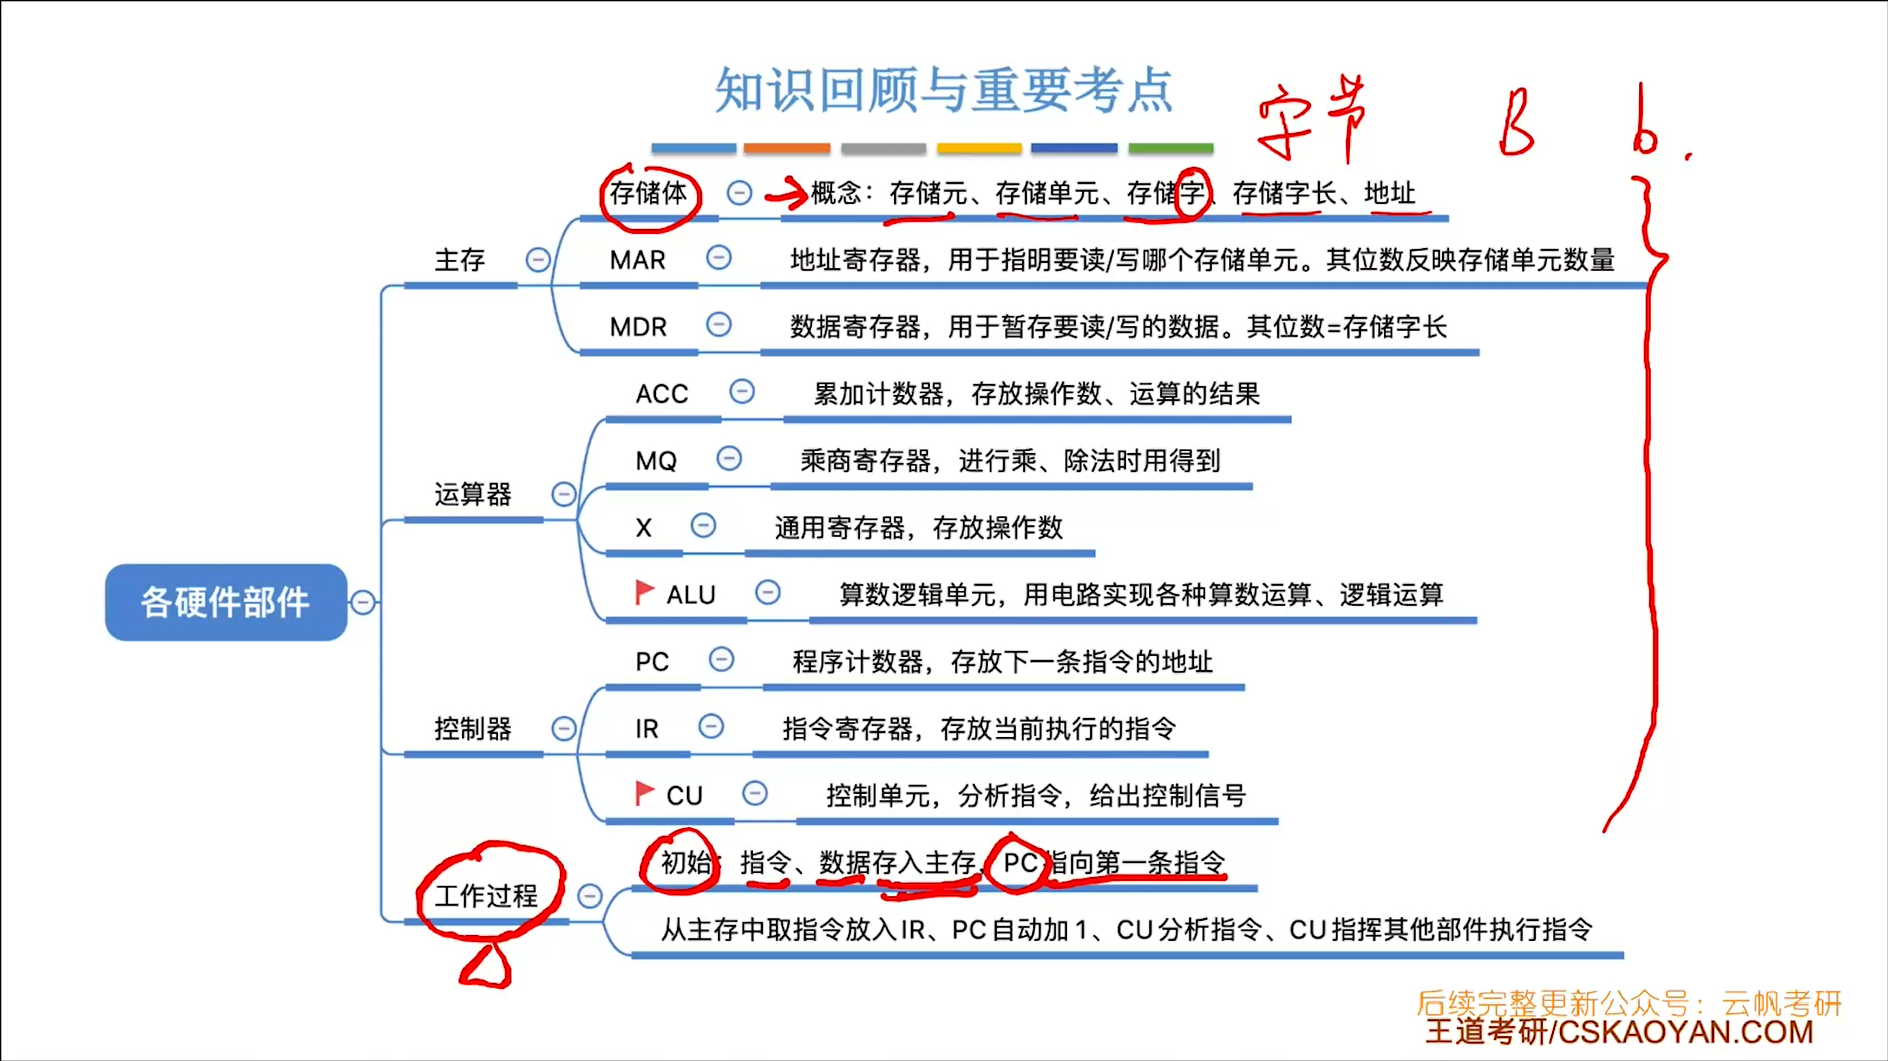 知识回顾与重要考点
字节 B b.
存储体 概念：存储元、存储单元、存储字、存储字长、地址
主存
MAR 地址寄存器，用于指明要读/写哪个存储单元。其位数反映存储单元数量
MDR 数据寄存器，用于暂存要读/写的数据。其位数=存储字长
ACC 累加计数器，存放操作数、运算的结果
MQ 乘商寄存器，进行乘、除法时用得到
运算器
X 通用寄存器，存放操作数
ALU 算数逻辑单元，用电路实现各种算数运算、逻辑运算
各硬件部件
PC 程序计数器，存放下一条指令的地址
控制器
IR 指令寄存器，存放当前执行的指令
CU 控制单元，分析指令，给出控制信号
初始：指令、数据存入主存，PC指向第一条指令
工作过程
从主存中取指令放入IR、PC自动加1、CU分析指令、CU指挥其他部件执行指令
后续完整更新公众号：云帆考研
王道考研/CSKAOYAN.COM